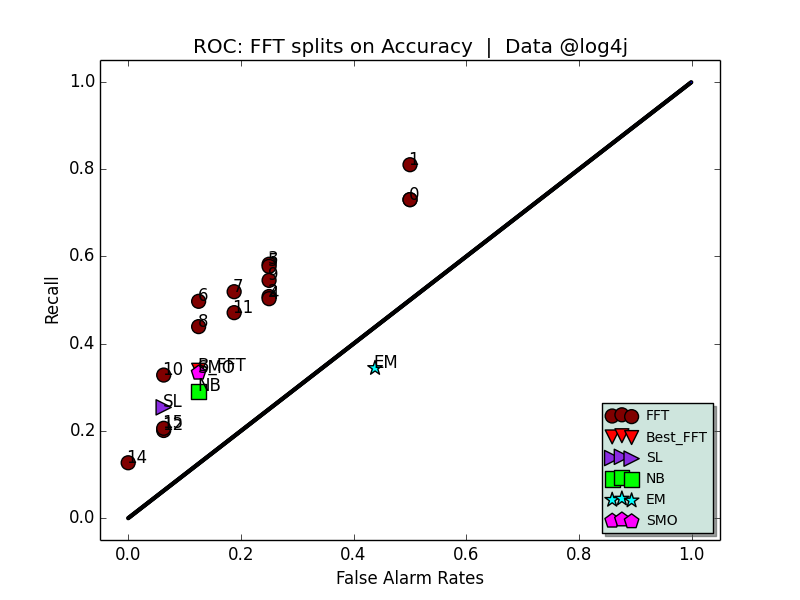 ROC: FFT splits on Accuracy | Data @log4j
1.0
0.8
0.6
0.4
0.2
0.0
Recall
1
0
6
7
8
11
10
SL
NB
EM
14
FFT
Best_FFT
SL
NB
EM
SMO
0.0
0.2
0.4
0.6
0.8
1.0
False Alarm Rates